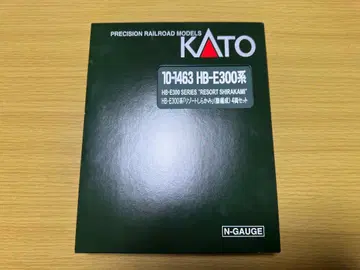 PRECISION RAILROAD MODELS
KATO
10-1463 HB-E300系
HB-E300 SERIES "RESORT SHIRAKAMI"
HB-E300系「リゾートしらかみ」(橅編成) 4両セット
N-GAUGE